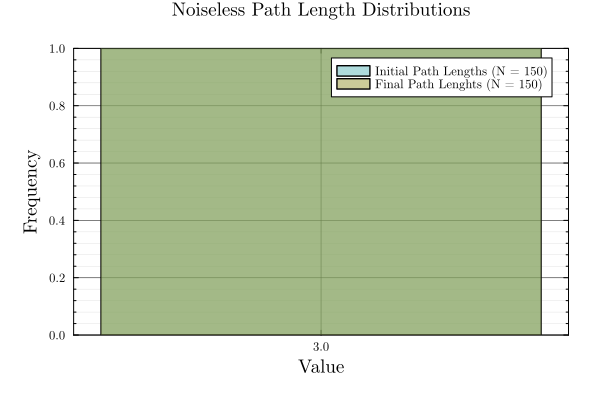 Noiseless Path Length Distributions
1.0
Initial Path Lengths (N = 150)
Final Path Lenghts (N = 150)
0.8
0.6
Frequency
0.4
0.2
0.0
3.0
Value